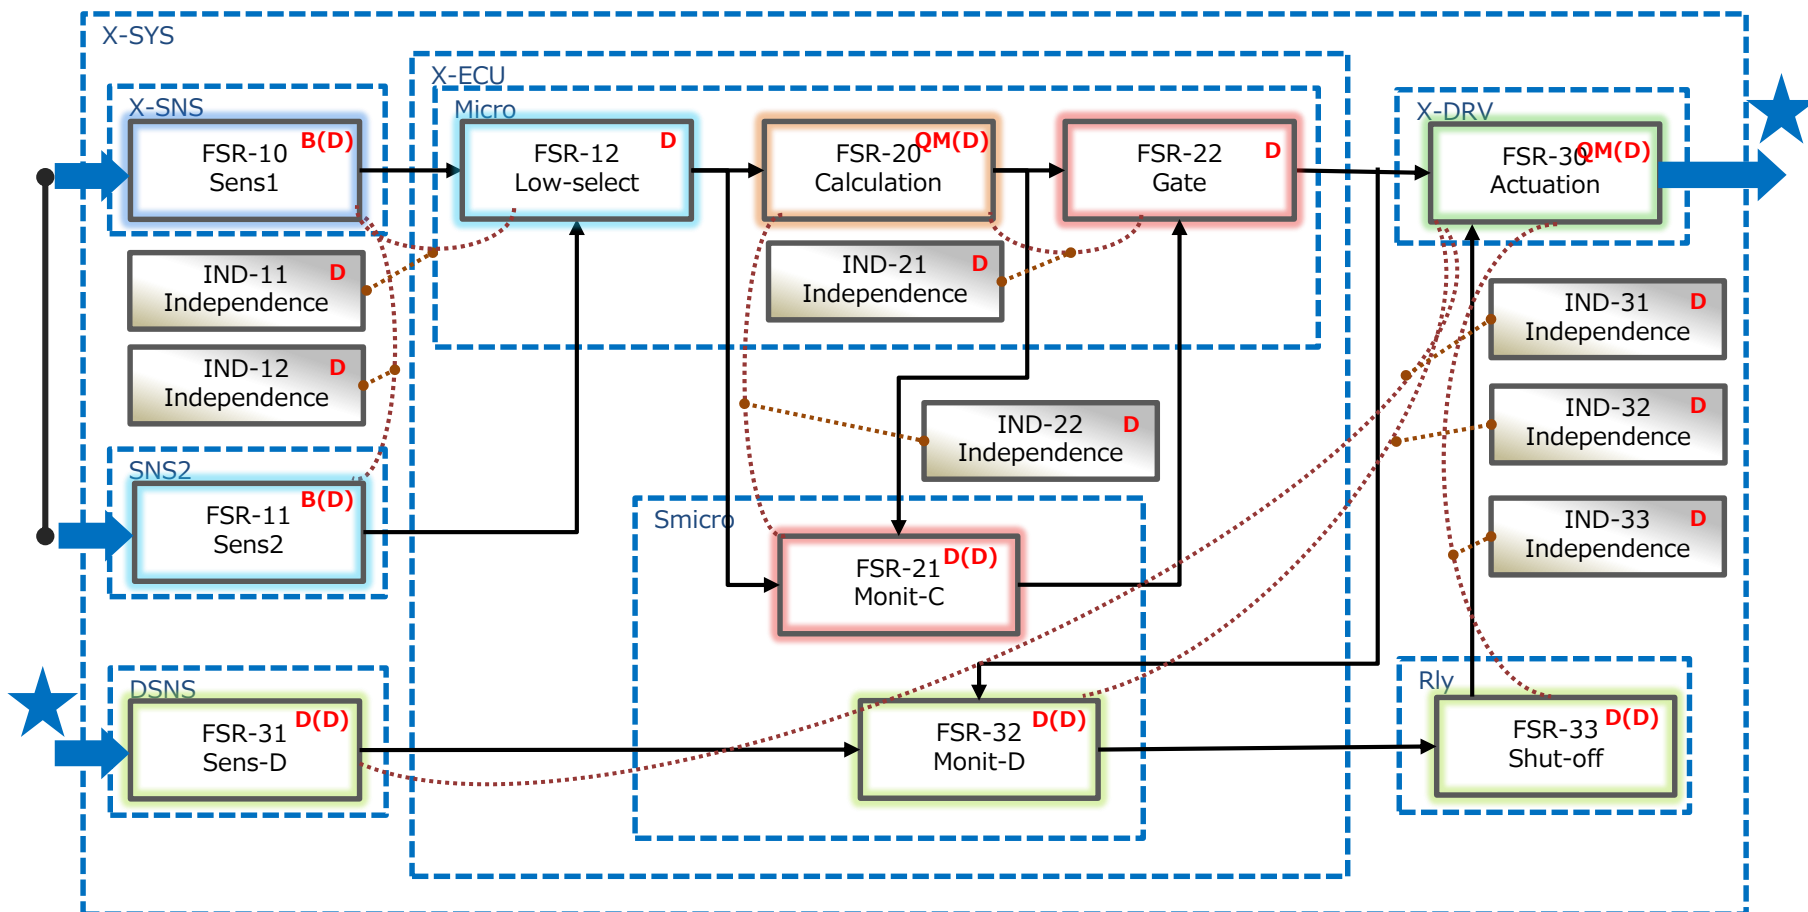 X-SYS
X-ECU
X-SNS
Micro
X-DRV
FSR-10
B(D)
Sens1
FSR-12
D
Low-select
FSR-20
QM(D)
Calculation
FSR-22
D
Gate
FSR-30
QM(D)
Actuation
IND-11
D
Independence
IND-21
D
Independence
IND-31
D
Independence
IND-12
D
Independence
IND-22
D
Independence
IND-32
D
Independence
SNS2
FSR-11
B(D)
Sens2
Smicro
FSR-21
D(D)
Monit-C
IND-33
D
Independence
DSNS
FSR-31
D(D)
Sens-D
FSR-32
D(D)
Monit-D
Rly
FSR-33
D(D)
Shut-off